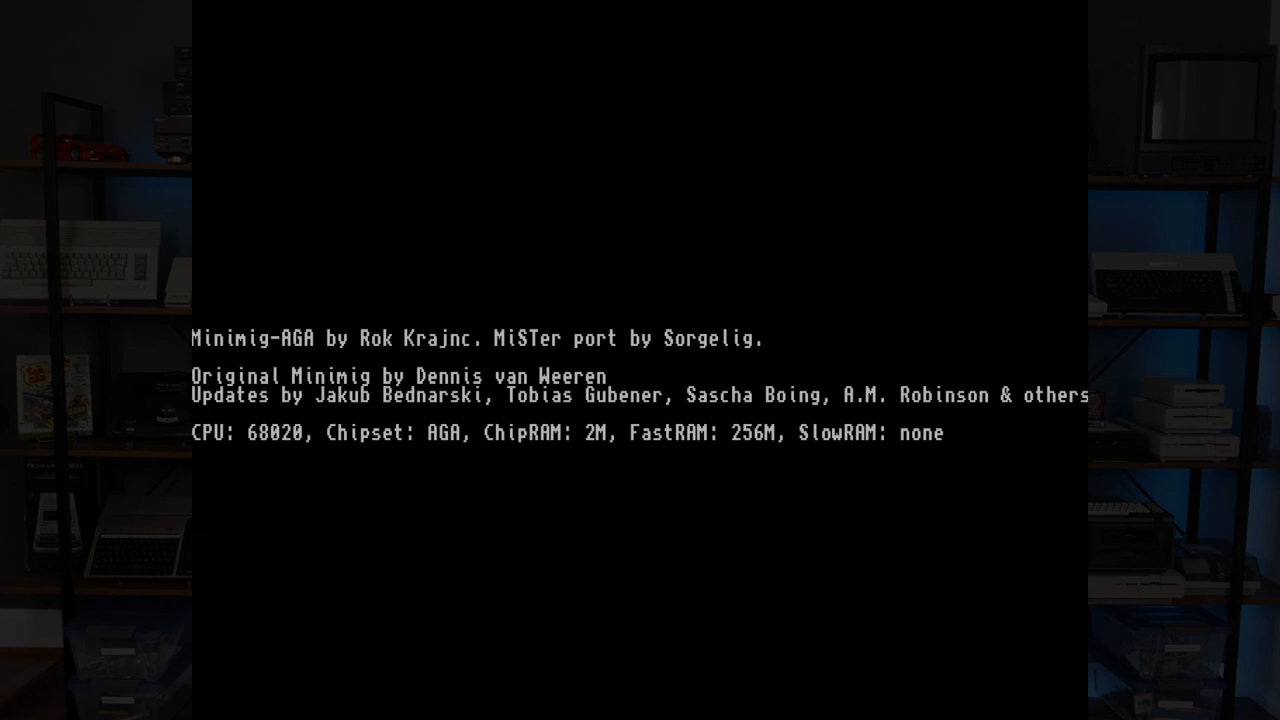 Minimig-AGA by Rok Krajnc. MiSTer port by Sorgelig.
Original Minimig by Dennis van Weeren
Updates by Jakub Bednarski, Tobias Gubener, Sascha Boing, A.M. Robinson & others
CPU: 68020, Chipset: AGA, ChipRAM: 2M, FastRAM: 256M, SlowRAM: none